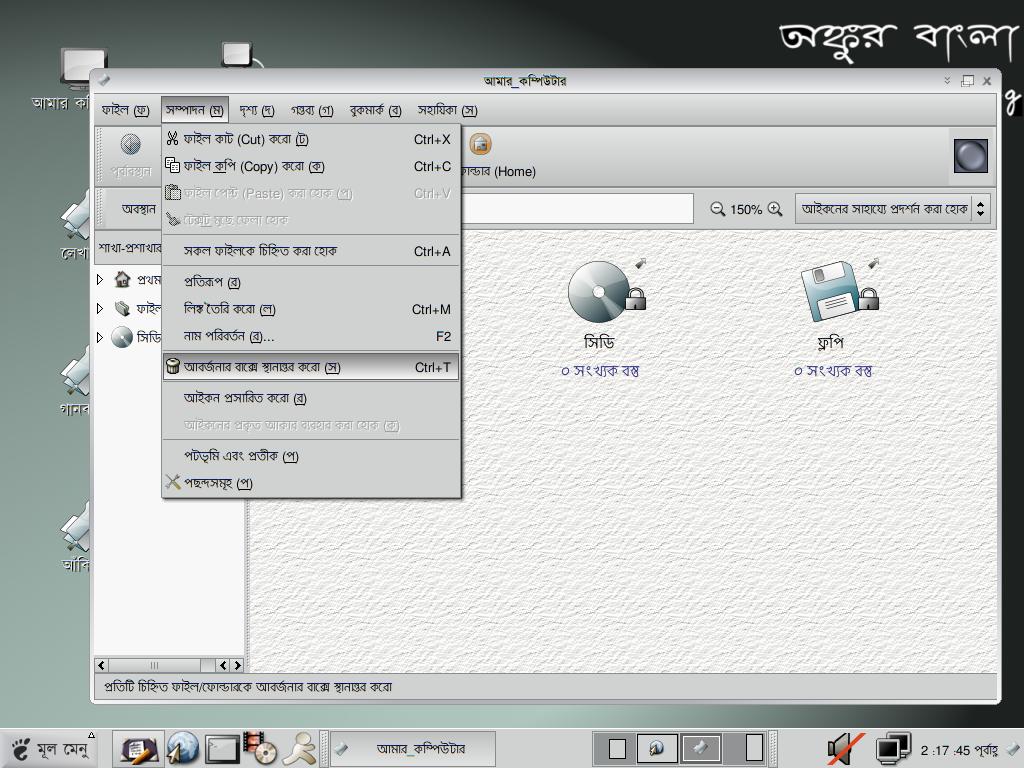 অঙ্কুর বাংলা
আমার_কম্পিউটার
ফাইল (ফ) সম্পাদন (ম) দৃশ্য (দ) গন্তব্য (গ) বুকমার্ক (ব) সহায়িকা (স)
ফাইল কাট (Cut) করো (ট) Ctrl+X
ফাইল কপি (Copy) করো (ক) Ctrl+C
ফাইল পেস্ট (Paste) করা হোক (প) Ctrl+V
টেক্সট মুছে ফেলা হোক
সকল ফাইলকে চিহ্নিত করা হোক Ctrl+A
প্রতিরূপ (র)
লিঙ্ক তৈরি করো (ল) Ctrl+M
নাম পরিবর্তন (ব)... F2
আবর্জনার বাক্সে স্থানান্তর করো (স) Ctrl+T
আইকন প্রসারিত করো (ব)
আইকনের প্রকৃত আকার ব্যবহার করা হোক (ক)
পটভূমি এবং প্রতীক (প)
পছন্দসমূহ (প)
পূর্বাবস্থান
(Home)
অবস্থান
150%
আইকনের সাহায্যে প্রদর্শন করা হোক
শাখা-প্রশাখার
প্রথম
ফাইল
সিডি
সিডি
০ সংখ্যক বস্তু
ফ্লপি
০ সংখ্যক বস্তু
আমার
প্রতিটি চিহ্নিত ফাইল/ফোল্ডারকে আবর্জনার বাক্সে স্থানান্তর করো
মূল মেনু
আমার_কম্পিউটার
2 :17 :45 পূর্বাহ্ণ